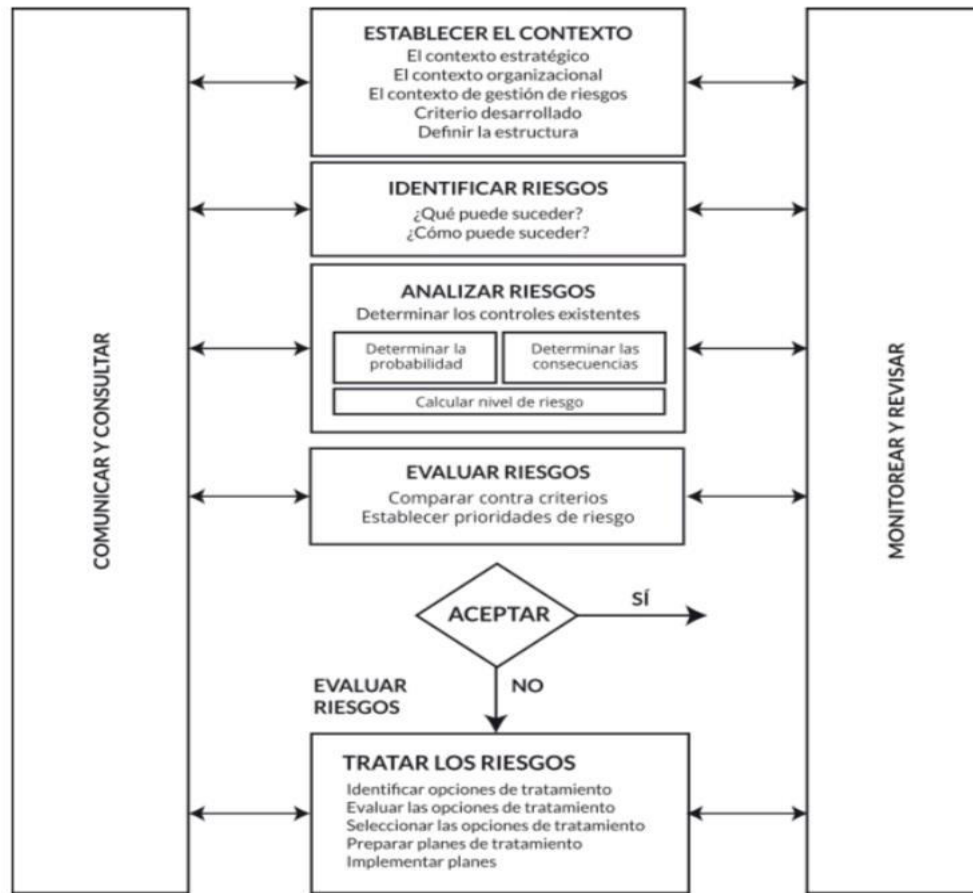 ESTABLECER EL CONTEXTO
El contexto estratégico
El contexto organizacional
El contexto de gestión de riesgos
Criterio desarrollado
Definir la estructura
IDENTIFICAR RIESGOS
¿Qué puede suceder?
¿Cómo puede suceder?
ANALIZAR RIESGOS
Determinar los controles existentes
Determinar la
probabilidad
Determinar las
consecuencias
Calcular nivel de riesgo
EVALUAR RIESGOS
Comparar contra criterios
Establecer prioridades de riesgo
ACEPTAR
SÍ
NO
EVALUAR
RIESGOS
TRATAR LOS RIESGOS
Identificar opciones de tratamiento
Evaluar las opciones de tratamiento
Seleccionar las opciones de tratamiento
Preparar planes de tratamiento
Implementar planes
COMUNICAR Y CONSULTAR
MONITOREAR Y REVISAR